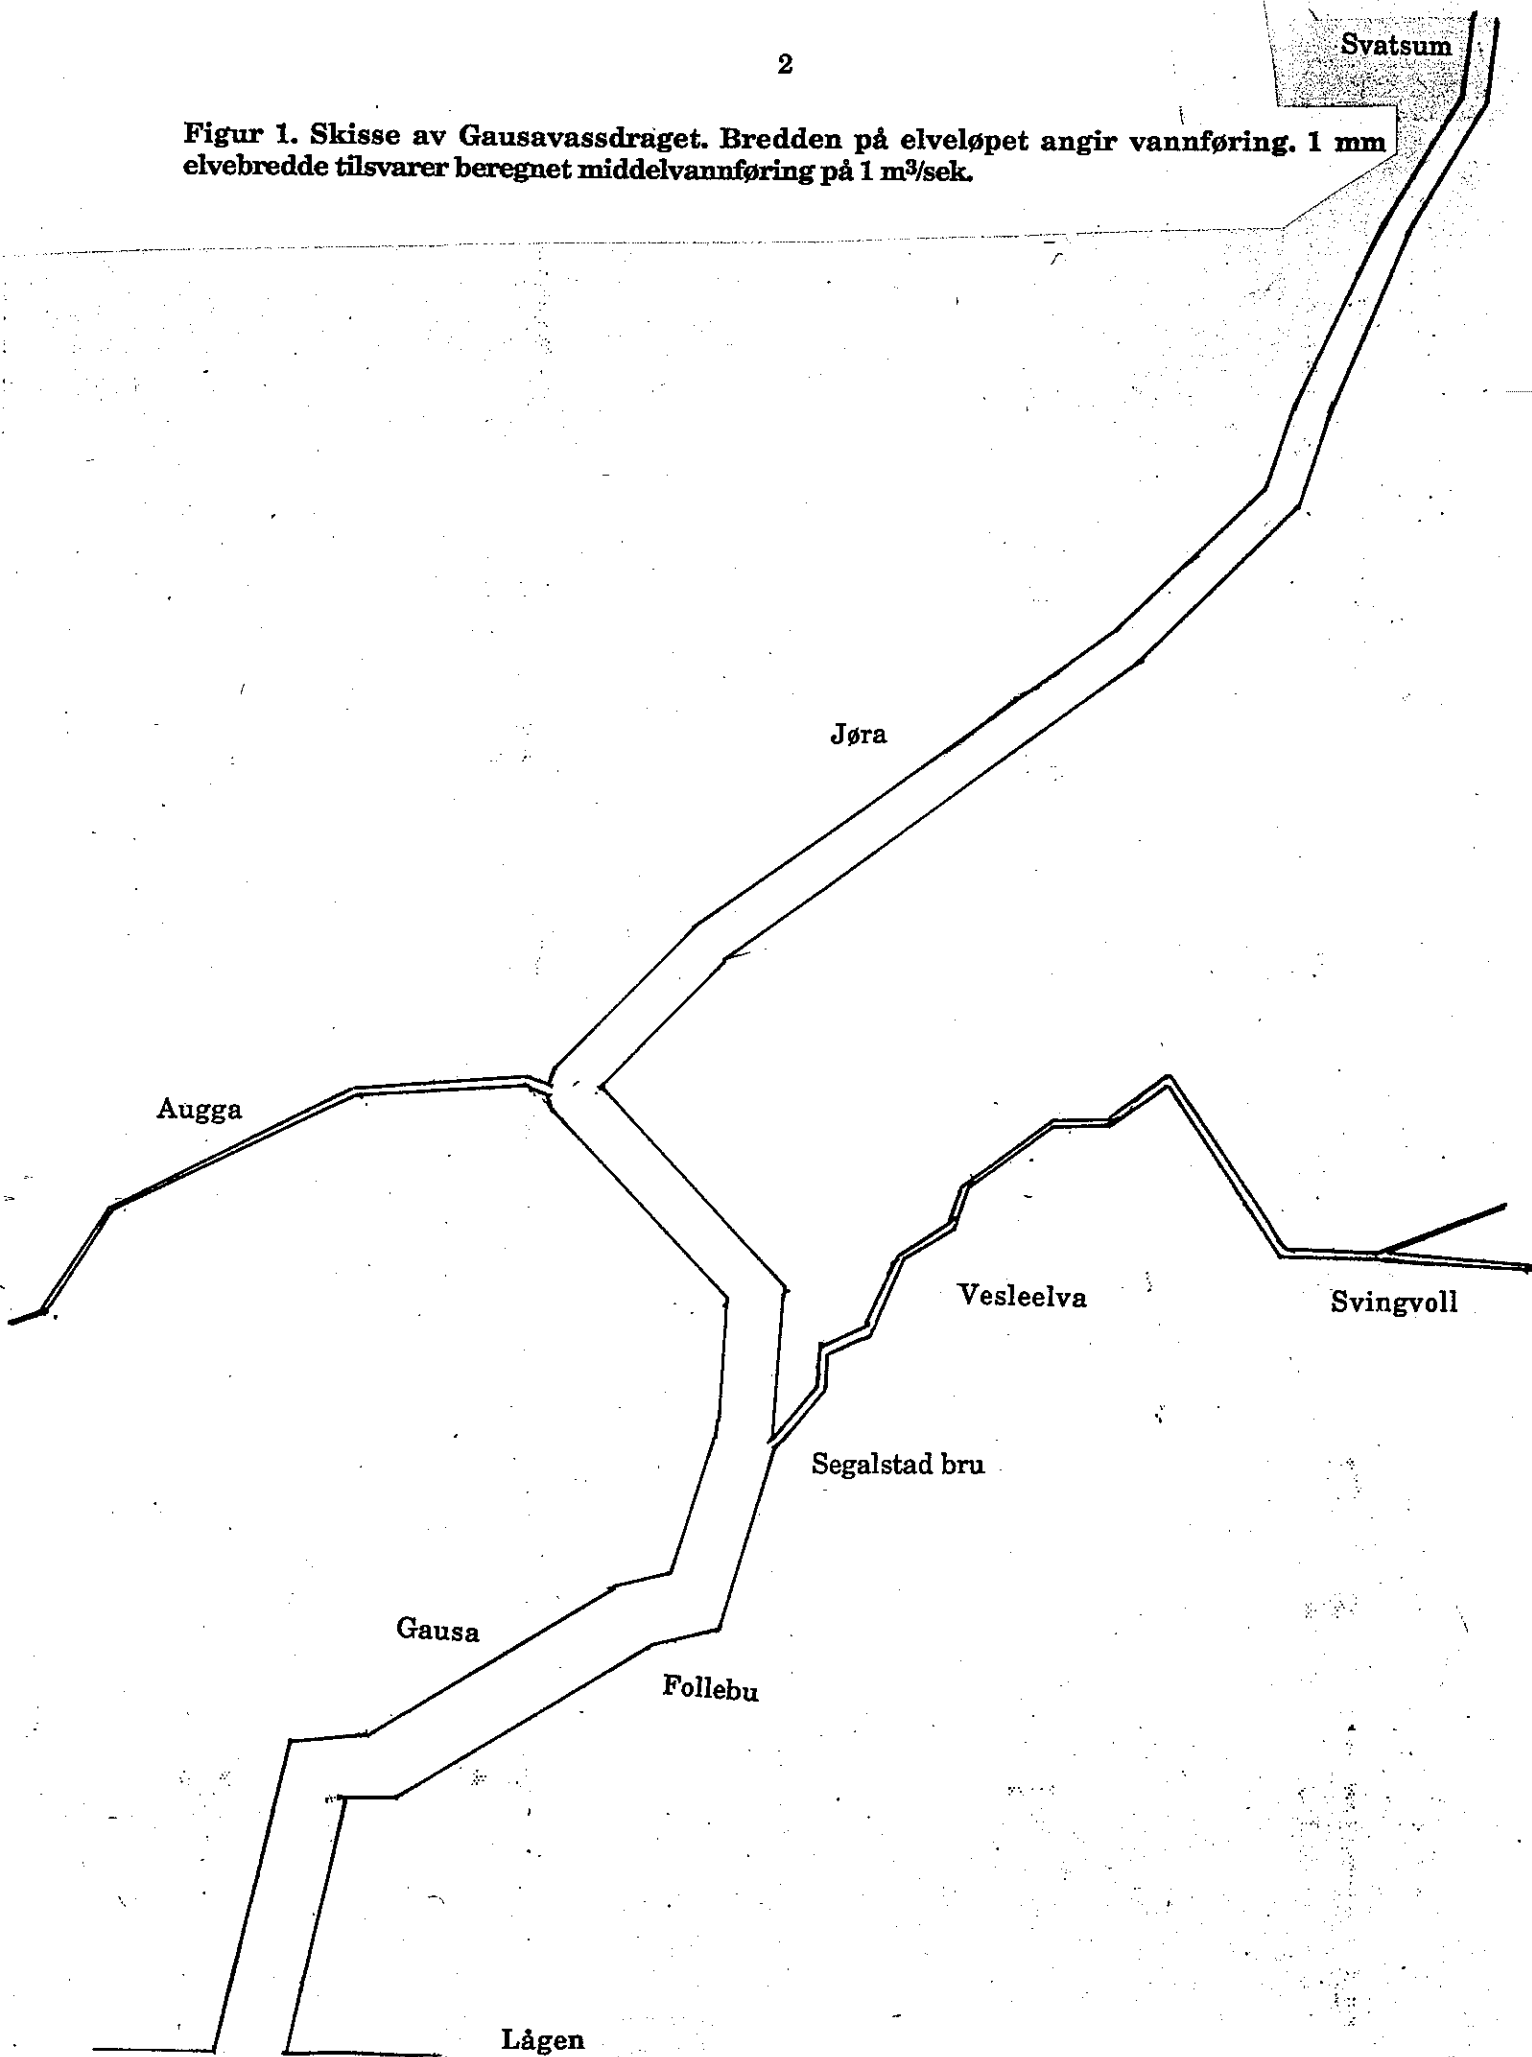 Svatsum
2
Figur 1. Skisse av Gausavassdraget. Bredden på elveløpet angir vannføring. 1 mm
elvebredde tilsvarer beregnet middelvannføring på 1 m³/sek.
Jøra
Augga
Vesleelva
Svingvoll
Segalstad bru
Gausa
Follebu
Lågen